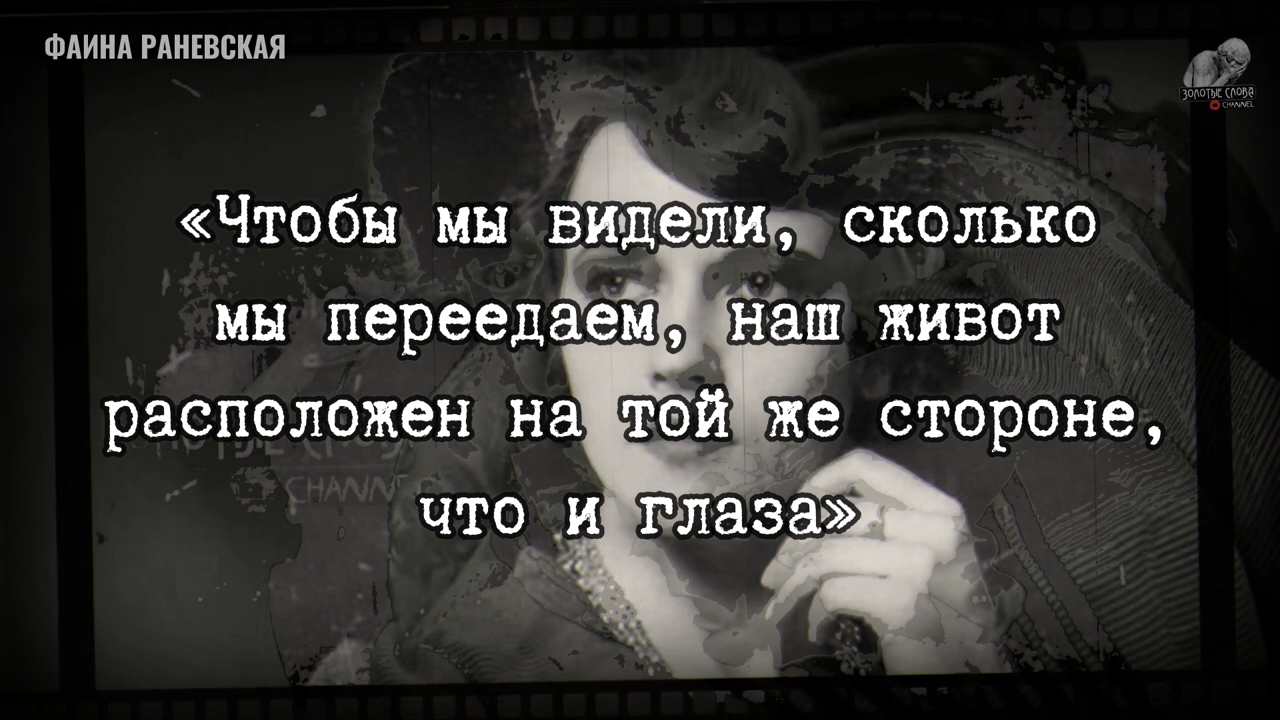 ФАИНА РАНЕВСКАЯ
ЗОЛОТЫЕ СЛОВА
CHANNEL
«Чтобы мы видели, сколько
мы переедаем, наш живот
расположен на той же стороне,
что и глаза»
CHANNE